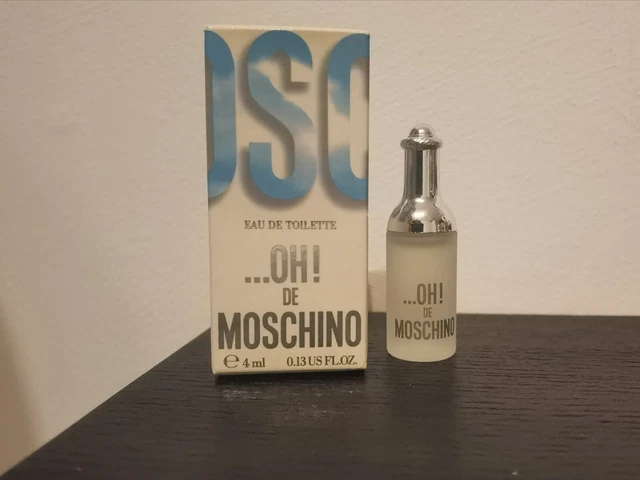 OSC
EAU DE TOILETTE
...OH!
DE
MOSCHINO
e 4 ml 0.13 US FL.OZ.
...OH!
DE
MOSCHINO